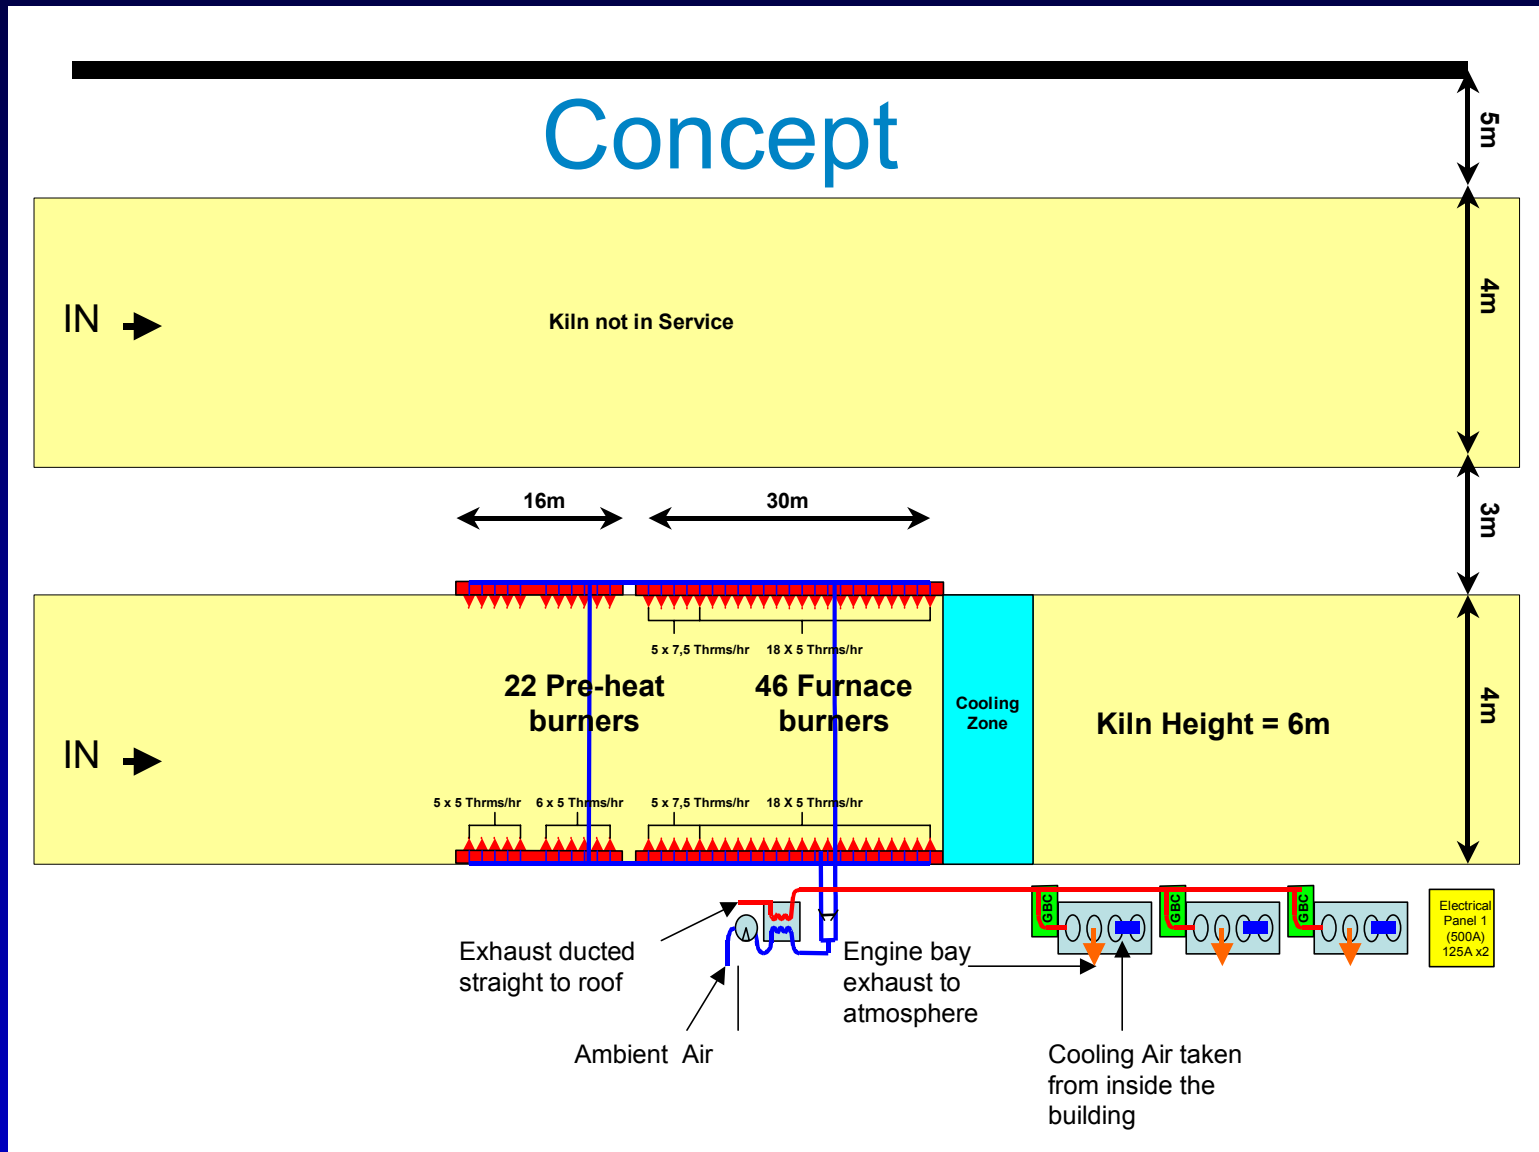 Concept
5m
IN
Kiln not in Service
4m
16m
30m
3m
5 x 7,5 Thrms/hr
18 X 5 Thrms/hr
22 Pre-heat
burners
46 Furnace
burners
Cooling
Zone
Kiln Height = 6m
4m
IN
5 x 5 Thrms/hr
6 x 5 Thrms/hr
5 x 7,5 Thrms/hr
18 X 5 Thrms/hr
GBC
GBC
GBC
Electrical
Panel 1
(500A)
125A x2
Exhaust ducted
straight to roof
Engine bay
exhaust to
atmosphere
Ambient Air
Cooling Air taken
from inside the
building